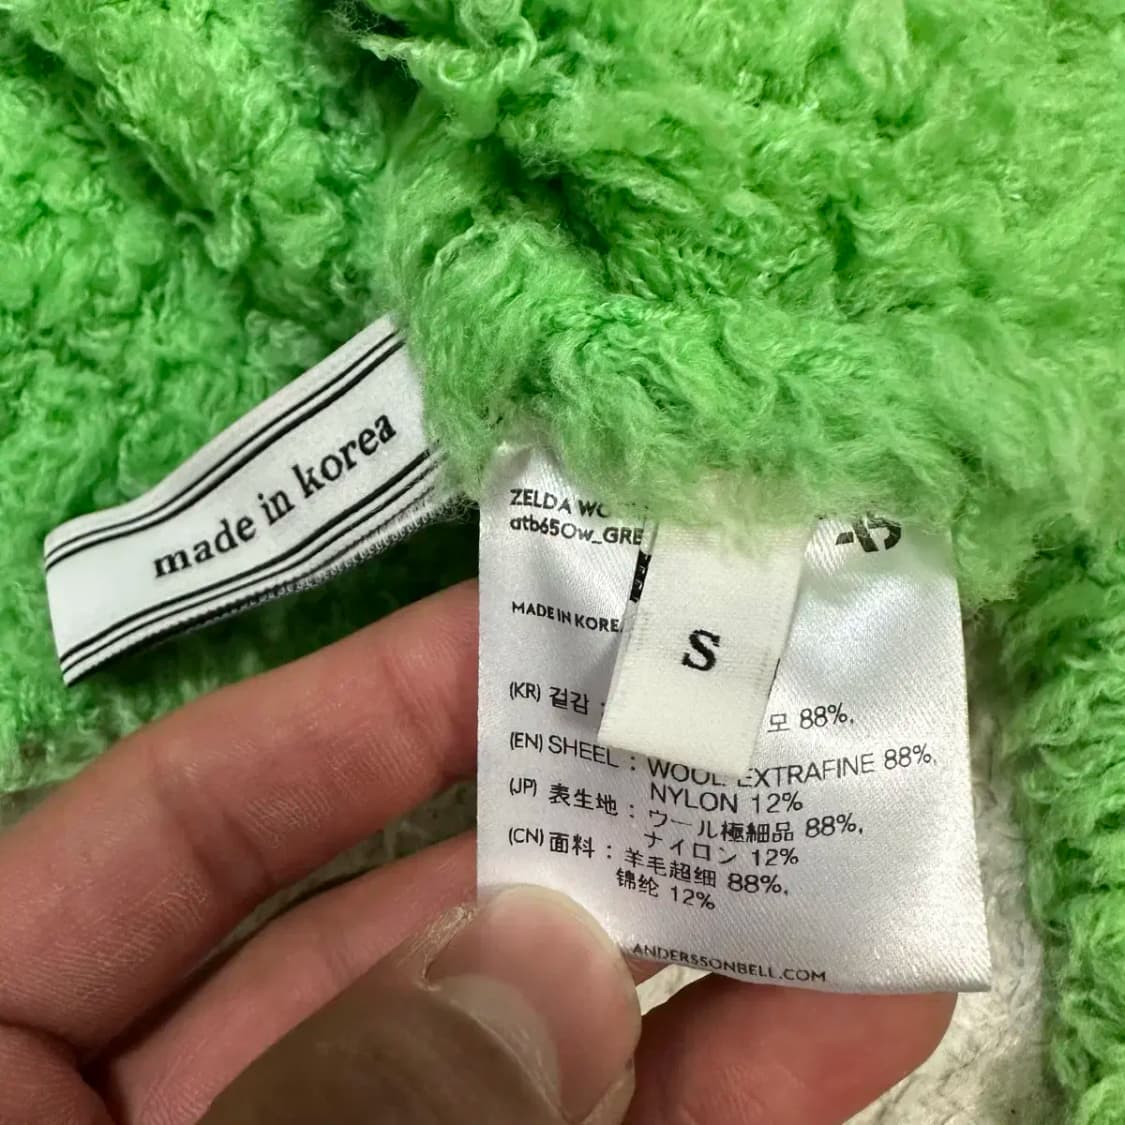 made in korea
ZELDA
atb650w_GRE
MADE IN KORE
S
(KR) 겉감 : 모 88%,
(EN) SHEEL : WOOL EXTRAFINE 88%,
NYLON 12%
(JP) 表生地 : ウール極細品 88%,
ナイロン 12%
(CN) 面料 : 羊毛超细 88%,
锦纶 12%
ANDERSSONBELL.COM